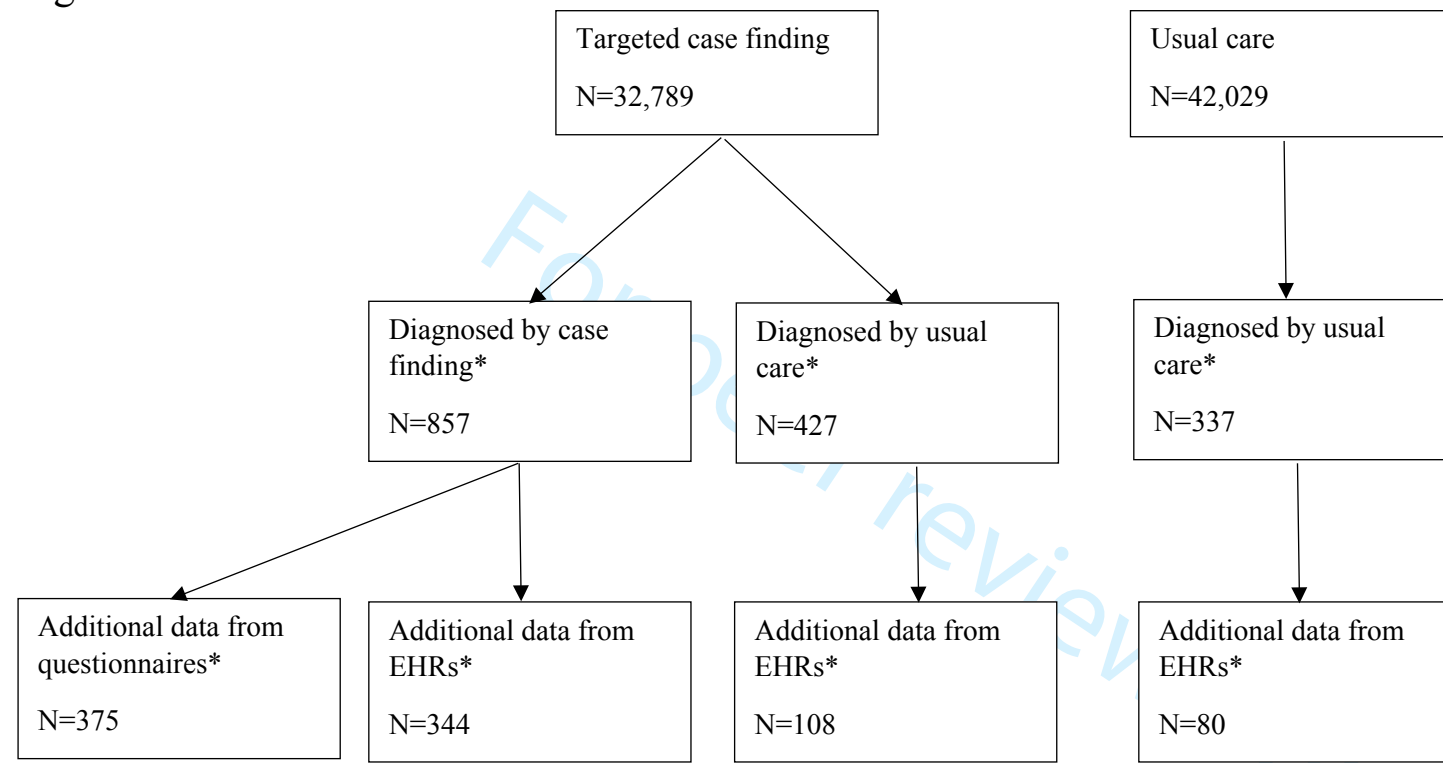 Targeted case finding
N=32,789
Usual care
N=42,029
Diagnosed by case
finding*
N=857
Diagnosed by usual
care*
N=427
Diagnosed by usual
care*
N=337
Additional data from
questionnaires*
N=375
Additional data from
EHRs*
N=344
Additional data from
EHRs*
N=108
Additional data from
EHRs*
N=80